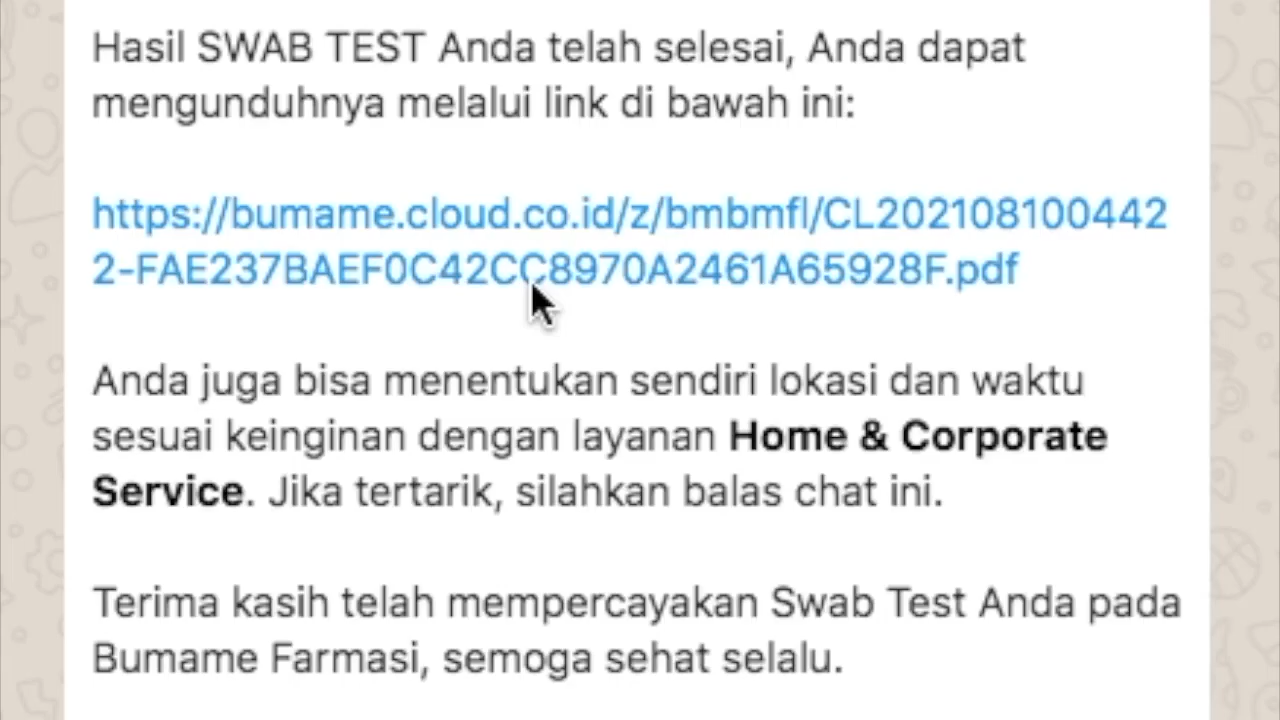 Hasil SWAB TEST Anda telah selesai, Anda dapat
mengunduhnya melalui link di bawah ini:
https://bumame.cloud.co.id/z/bmbmfl/CL202108100442
2-FAE237BAEF0C42CC8970A2461A65928F.pdf
Anda juga bisa menentukan sendiri lokasi dan waktu
sesuai keinginan dengan layanan Home & Corporate
Service. Jika tertarik, silahkan balas chat ini.
Terima kasih telah mempercayakan Swab Test Anda pada
Bumame Farmasi, semoga sehat selalu.